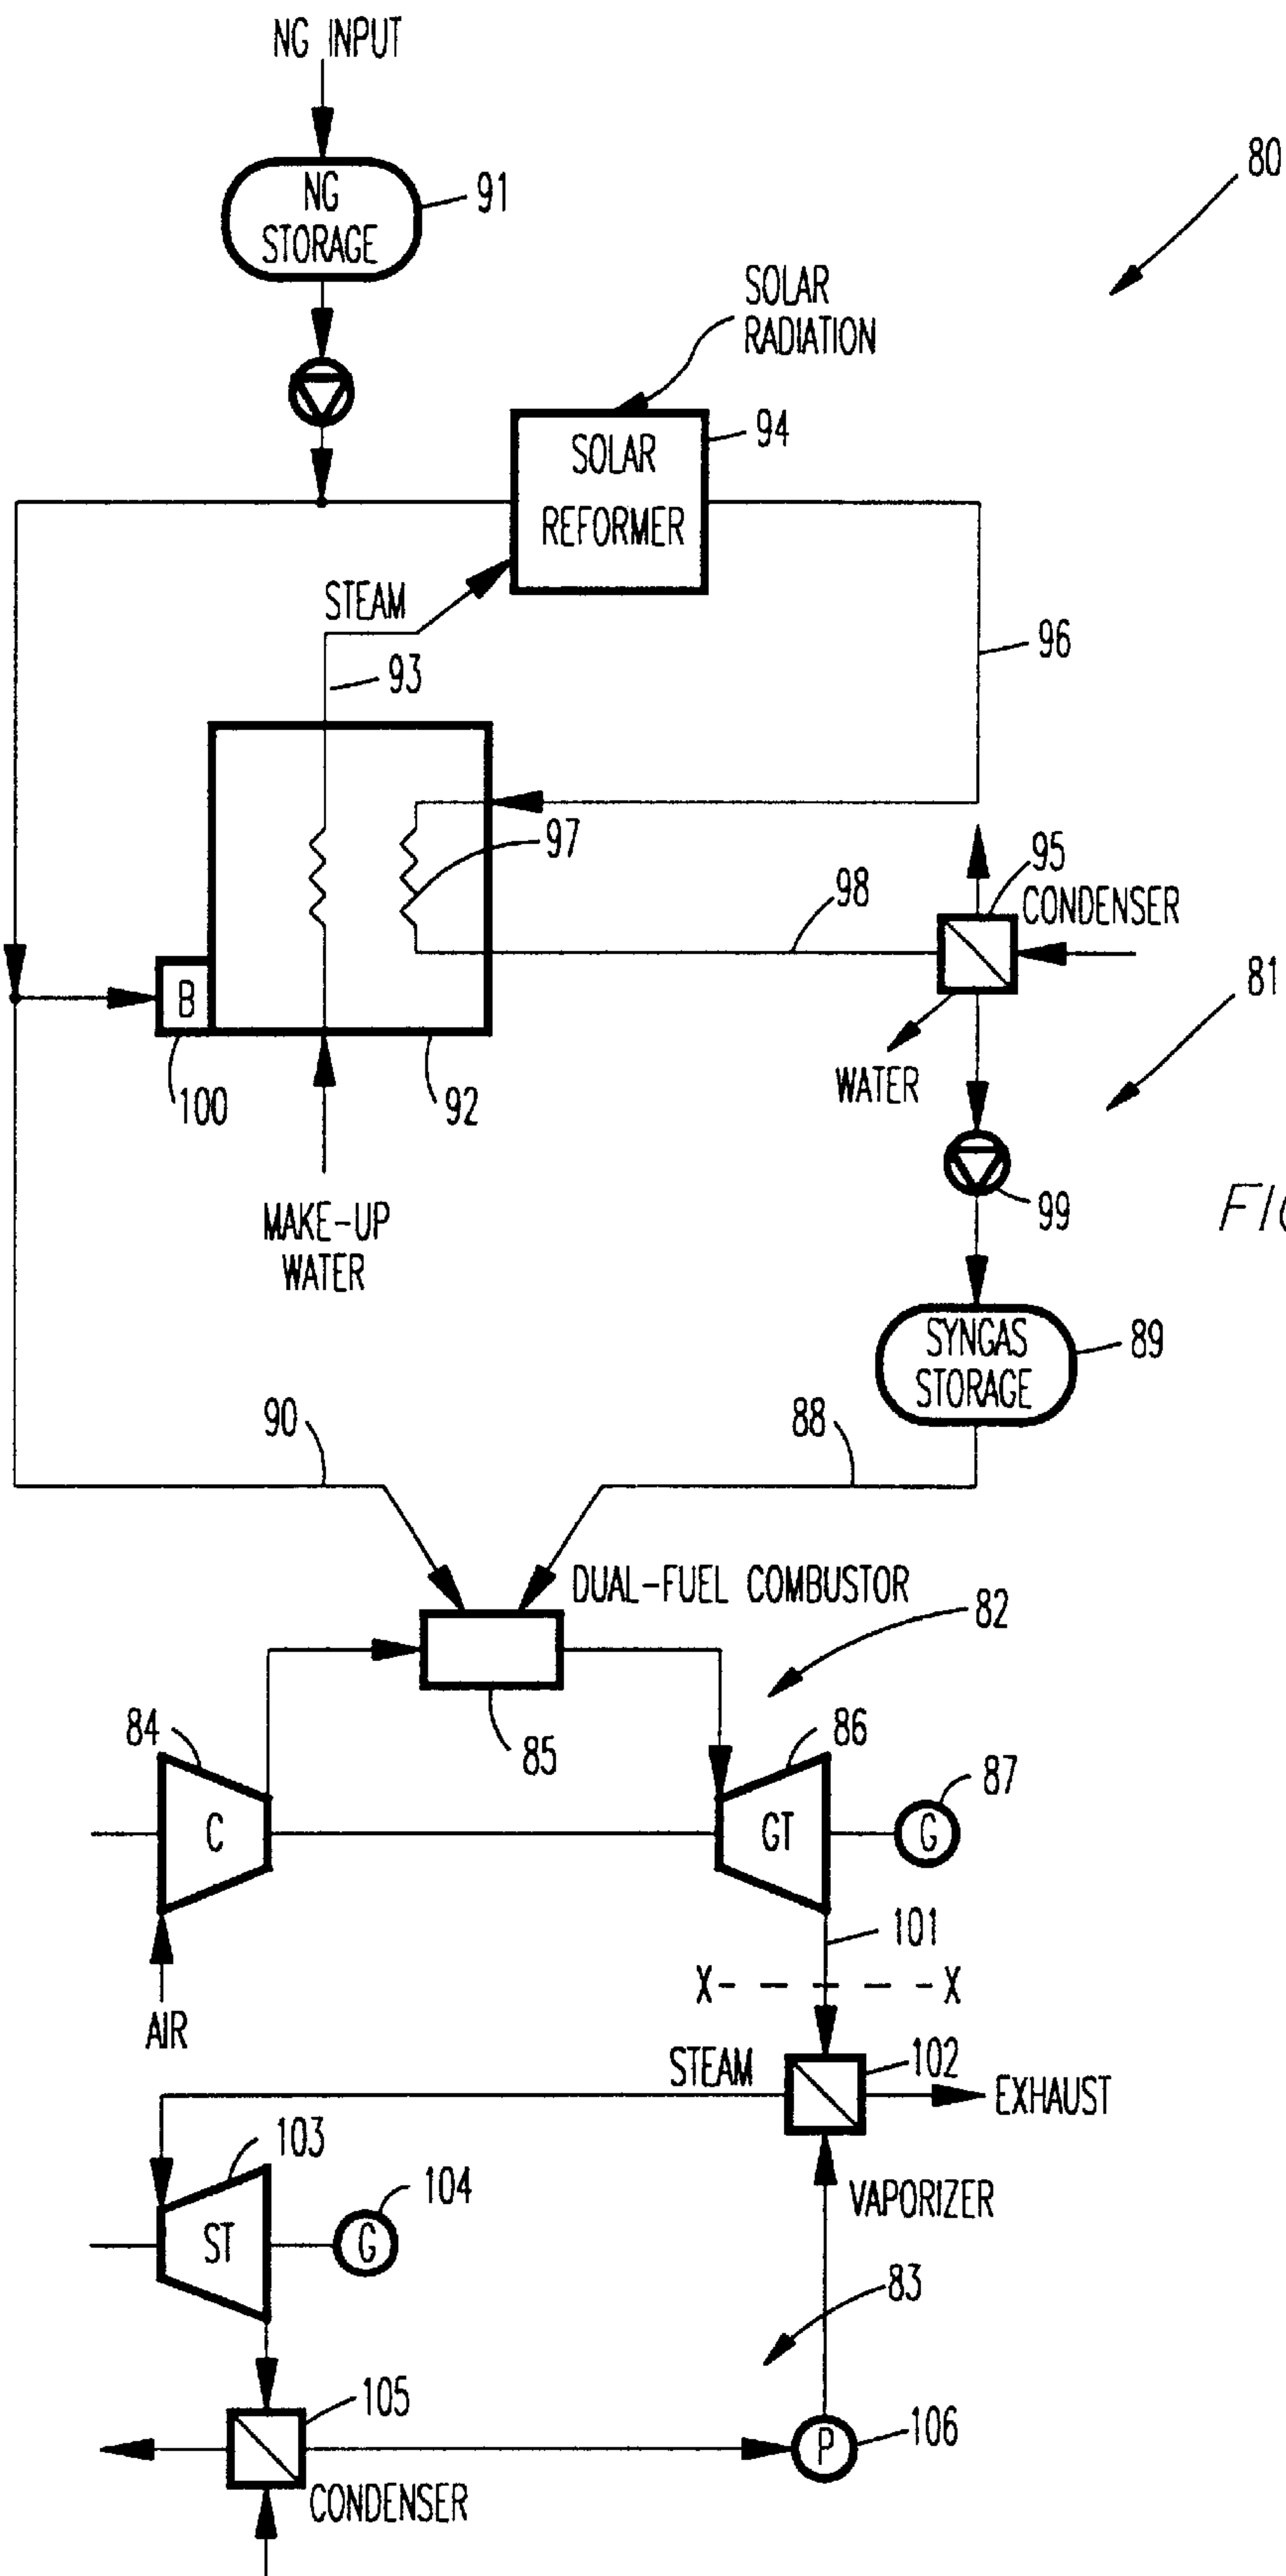 NG INPUT
80
NG
STORAGE
91
SOLAR
RADIATION
SOLAR
REFORMER
94
STEAM
93
96
97
98
95
CONDENSER
81
B
100
92
WATER
99
MAKE-UP
WATER
FIG
SYNGAS
STORAGE
89
90
88
DUAL-FUEL COMBUSTOR
82
84
85
86
87
C
GT
G
101
X
X
AIR
STEAM
102
EXHAUST
103
VAPORIZER
104
ST
G
83
105
P
106
CONDENSER